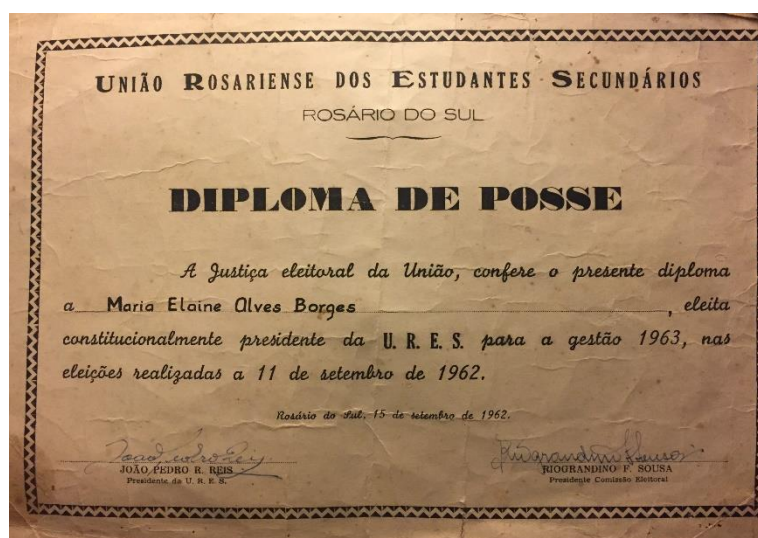 UNIÃO ROSARIENSE DOS ESTUDANTES SECUNDÁRIOS
ROSÁRIO DO SUL
DIPLOMA DE POSSE
A Justiça eleitoral da União, confere o presente diploma
a Maria Elaine Alves Borges, eleita
constitucionalmente presidente da U. R. E. S. para a gestão 1963, nas
eleições realizadas a 11 de setembro de 1962.
Rosário do Sul, 15 de setembro de 1962.
JOÃO PEDRO R. REIS
RIOGRANDINO F. SOUSA
Presidente da U. R. E. S.
Presidente Comissão Eleitoral